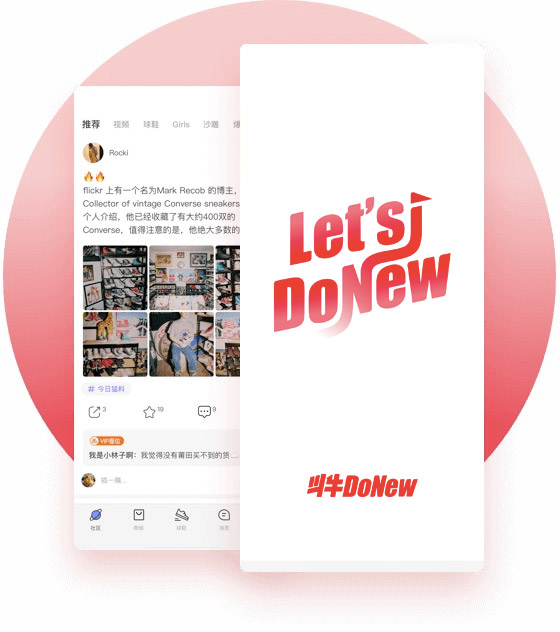 推荐 视频 球鞋 Girls 沙雕
Rocki
🔥🔥
flickr 上有一个名为Mark Recob 的博主,
Collector of vintage Converse sneakers
个人介绍，他已经收藏了有大约400双的
Converse，值得注意的是，他绝大多数的
# 今日猛料
3 19 9
VIP座位
我是小林子啊：我觉得没有莆田买不到的货...
搞一嘴...
社区 商城 球鞋 消息
Let's
DoNew
斗牛DoNew